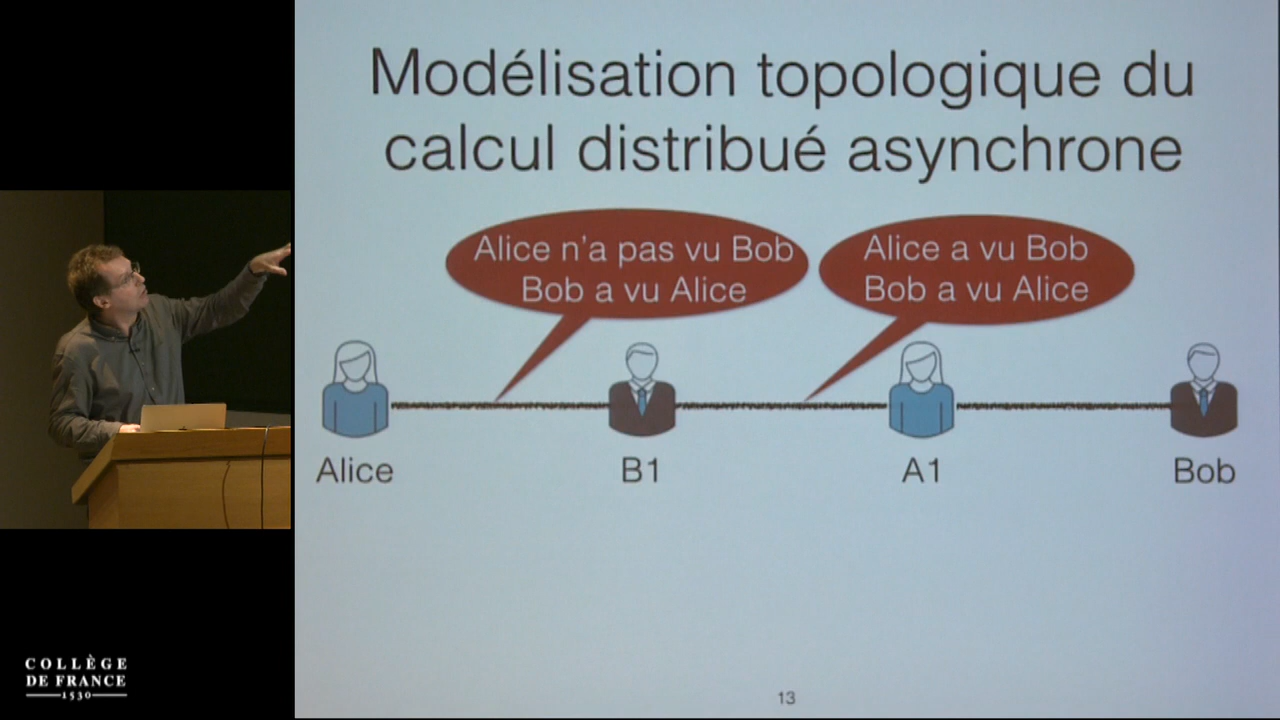 Modélisation topologique du
calcul distribué asynchrone
Alice n'a pas vu Bob
Bob a vu Alice
Alice a vu Bob
Bob a vu Alice
Alice
B1
A1
Bob
13
COLLÈGE
DE FRANCE
1530